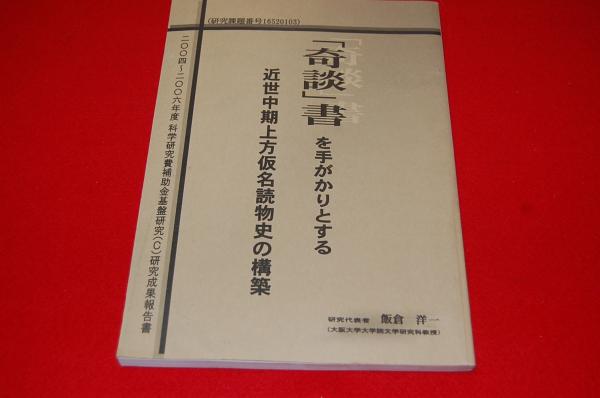 (研究課題番号16520103)
「奇談」書を手がかりとする
近世中期上方仮名読物史の構築
二〇〇四~二〇〇六年度 科学研究費補助金基盤研究(C)研究成果報告書
研究代表者 飯倉 洋一
(大阪大学大学院文学研究科教授)